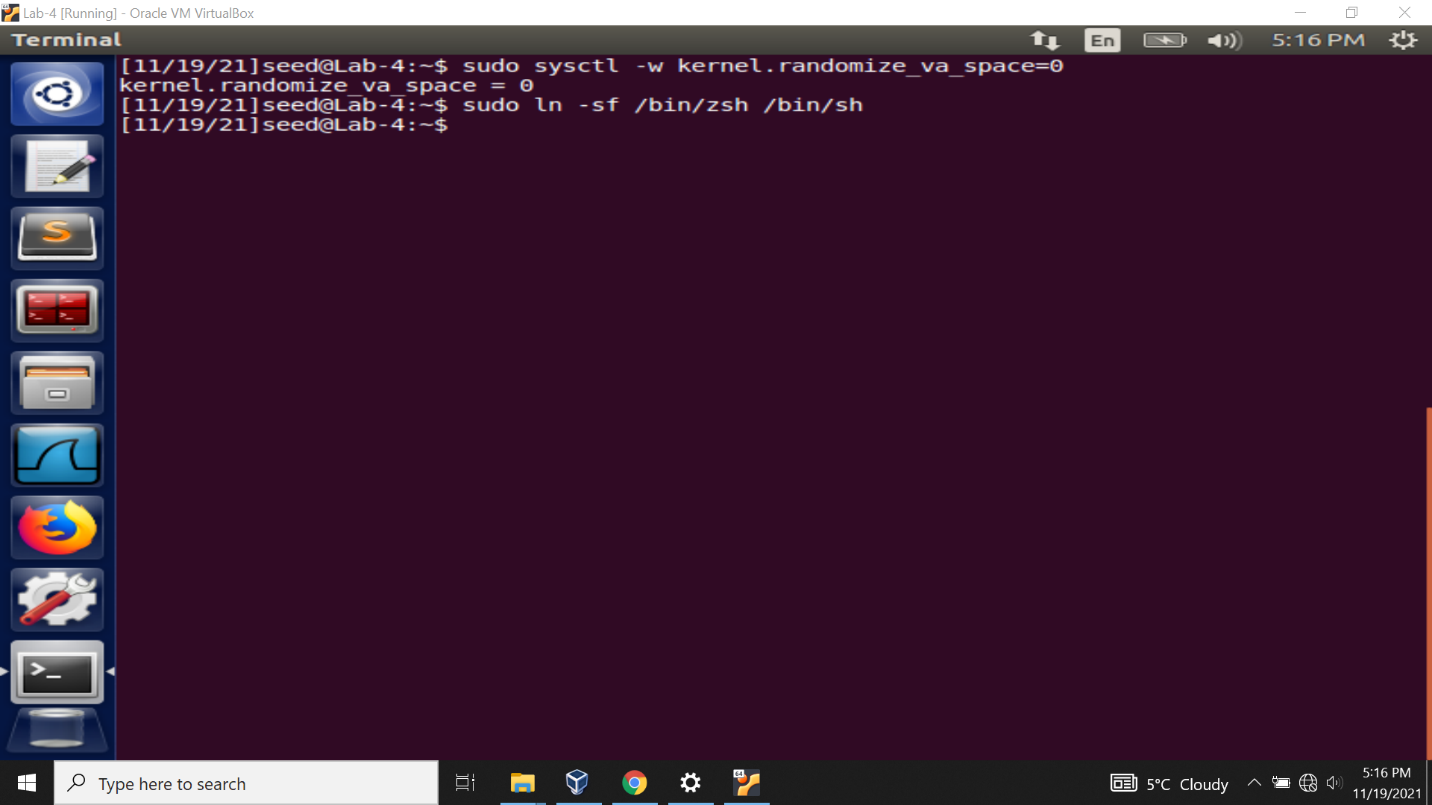 Lab-4 [Running] - Oracle VM VirtualBox
Terminal
En
5:16 PM
[11/19/21]seed@Lab-4:~$ sudo sysctl -w kernel.randomize_va_space=0
kernel.randomize_va_space = 0
[11/19/21]seed@Lab-4:~$ sudo ln -sf /bin/zsh /bin/sh
[11/19/21]seed@Lab-4:~$
Type here to search
5°C Cloudy
5:16 PM
11/19/2021